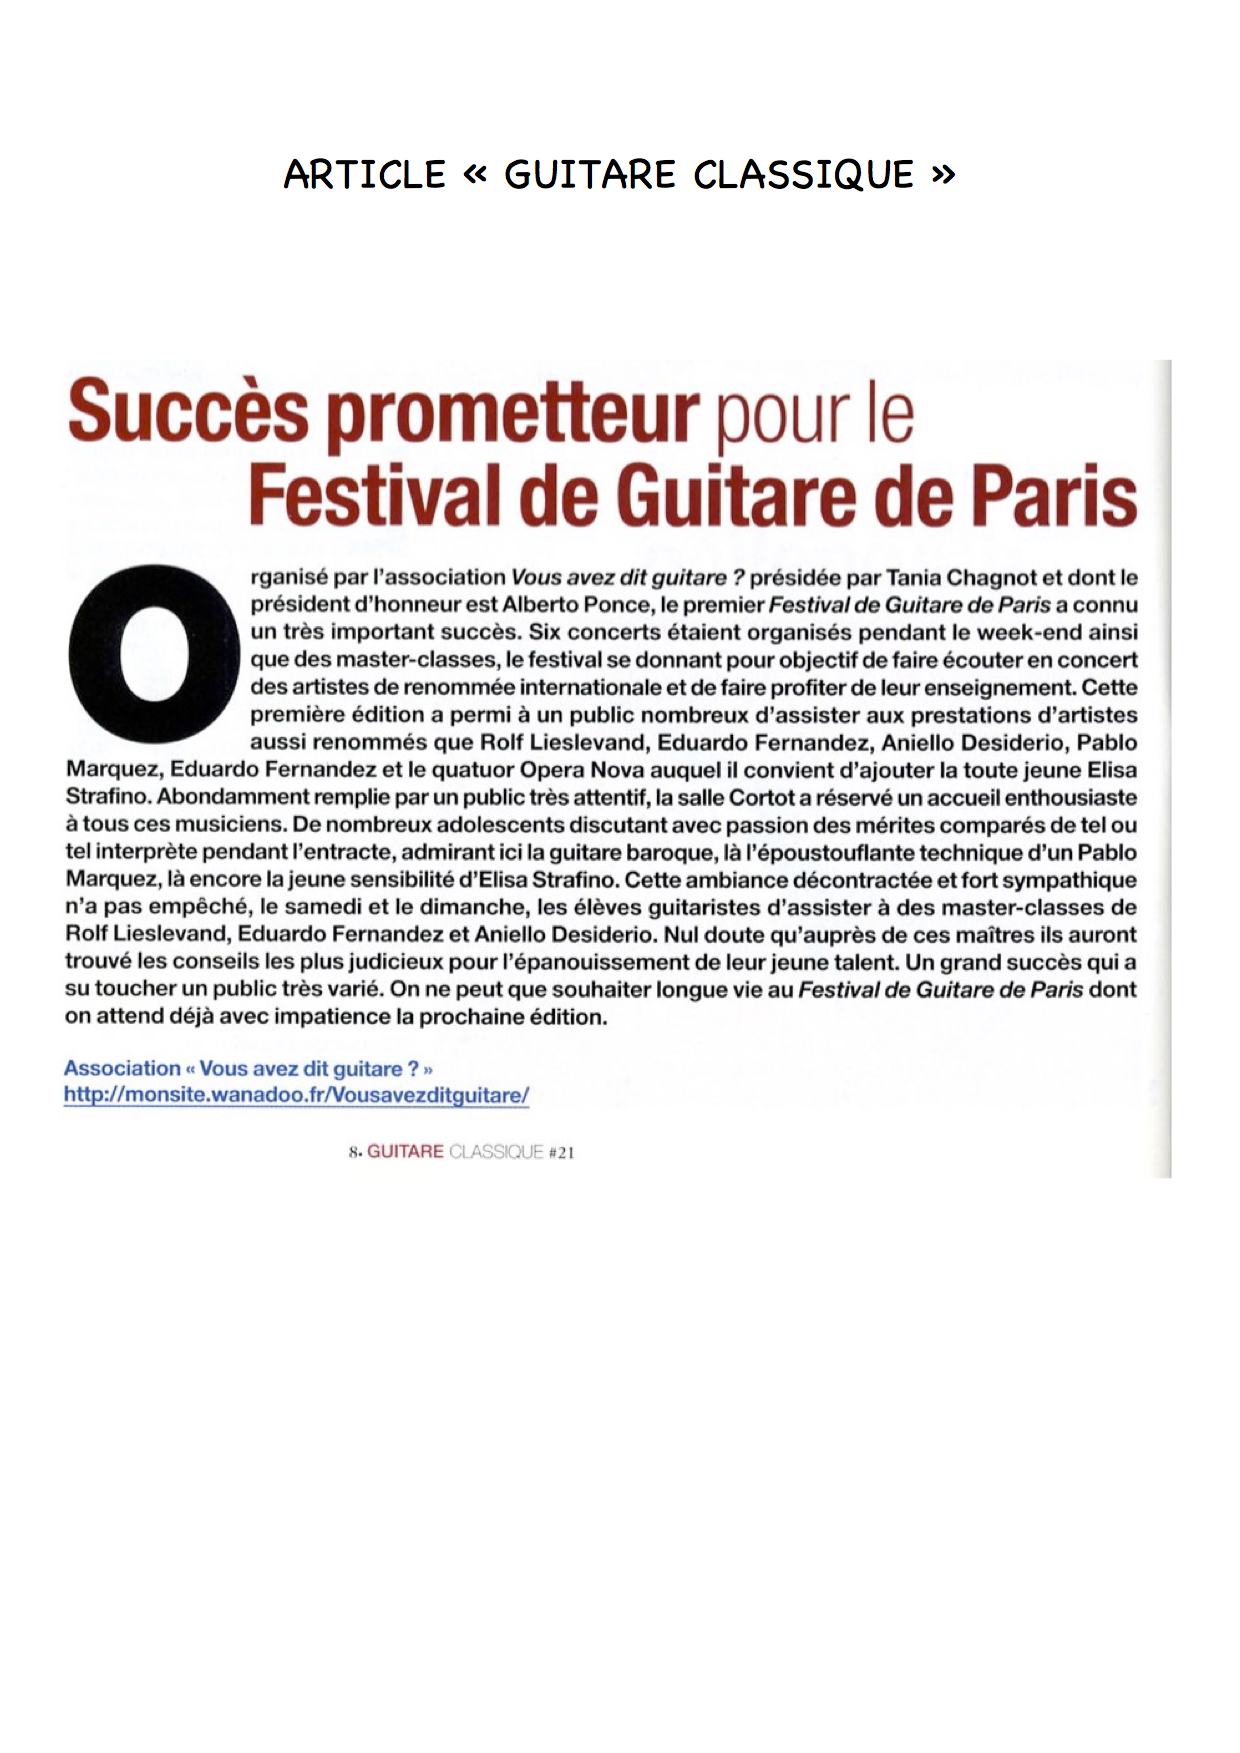 ARTICLE « GUITARE CLASSIQUE »
Succès prometteur pour le
Festival de Guitare de Paris
Organisé par l'association Vous avez dit guitare ? présidée par Tania Chagnot et dont le
président d'honneur est Alberto Ponce, le premier Festival de Guitare de Paris a connu
un très important succès. Six concerts étaient organisés pendant le week-end ainsi
que des master-classes, le festival se donnant pour objectif de faire écouter en concert
des artistes de renommée internationale et de faire profiter de leur enseignement. Cette
première édition a permi à un public nombreux d'assister aux prestations d'artistes
aussi renommés que Rolf Lieslevand, Eduardo Fernandez, Aniello Desiderio, Pablo
Marquez, Eduardo Fernandez et le quatuor Opera Nova auquel il convient d'ajouter la toute jeune Elisa
Strafino. Abondamment remplie par un public très attentif, la salle Cortot a réservé un accueil enthousiaste
à tous ces musiciens. De nombreux adolescents discutant avec passion des mérites comparés de tel ou
tel interprète pendant l'entracte, admirant ici la guitare baroque, là l'époustouflante technique d'un Pablo
Marquez, là encore la jeune sensibilité d'Elisa Strafino. Cette ambiance décontractée et fort sympathique
n'a pas empêché, le samedi et le dimanche, les élèves guitaristes d'assister à des master-classes de
Rolf Lieslevand, Eduardo Fernandez et Aniello Desiderio. Nul doute qu'auprès de ces maîtres ils auront
trouvé les conseils les plus judicieux pour l'épanouissement de leur jeune talent. Un grand succès qui a
su toucher un public très varié. On ne peut que souhaiter longue vie au Festival de Guitare de Paris dont
on attend déjà avec impatience la prochaine édition.
Association « Vous avez dit guitare ? »
http://monsite.wanadoo.fr/Vousavezditguitare/
8. GUITARE CLASSIQUE #21